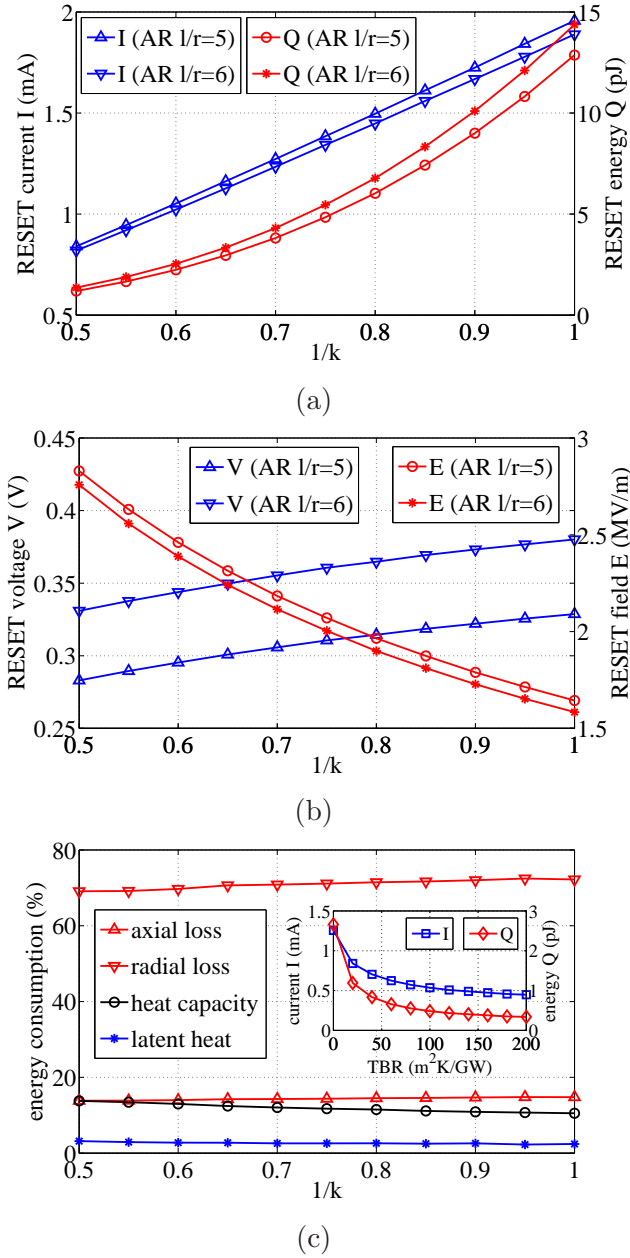 2
1.5
1
0.5
RESET current I (mA)
I (AR l/r=5)
I (AR l/r=6)
Q (AR l/r=5)
Q (AR l/r=6)
15
10
5
0
RESET energy Q (pJ)
0.5 0.6 0.7 0.8 0.9 1
1/k
(a)
0.45
0.4
0.35
0.3
0.25
RESET voltage V (V)
V (AR l/r=5)
V (AR l/r=6)
E (AR l/r=5)
E (AR l/r=6)
3
2.5
2
1.5
RESET field E (MV/m)
0.5 0.6 0.7 0.8 0.9 1
1/k
(b)
80
60
40
20
0
energy consumption (%)
axial loss
radial loss
heat capacity
latent heat
1.5
1
0.5
0
current I (mA)
I
Q
3
2
1
0
energy Q (pJ)
0 50 100 150 200
TBR (m²K/GW)
0.5 0.6 0.7 0.8 0.9 1
1/k
(c)